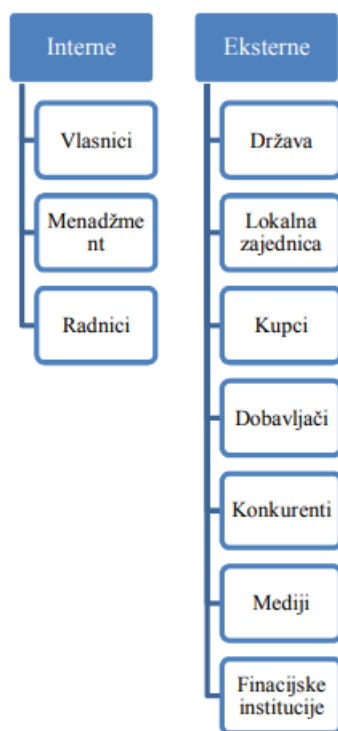 Interne
Vlasnici
Menadžme
nt
Radnici
Eksterne
Država
Lokalna
zajednica
Kupci
Dobavljači
Konkurenti
Mediji
Finacijske
institucije